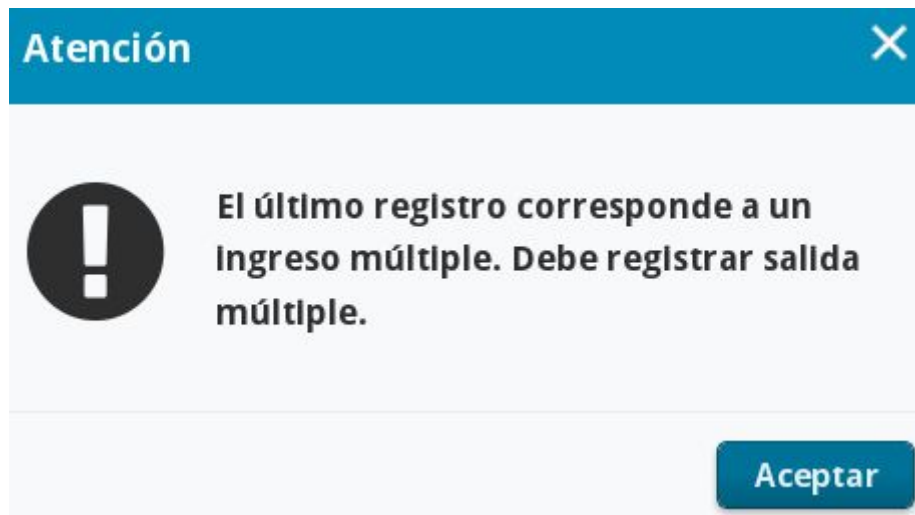 Atención
El último registro corresponde a un
ingreso múltiple. Debe registrar salida
múltiple.
Aceptar